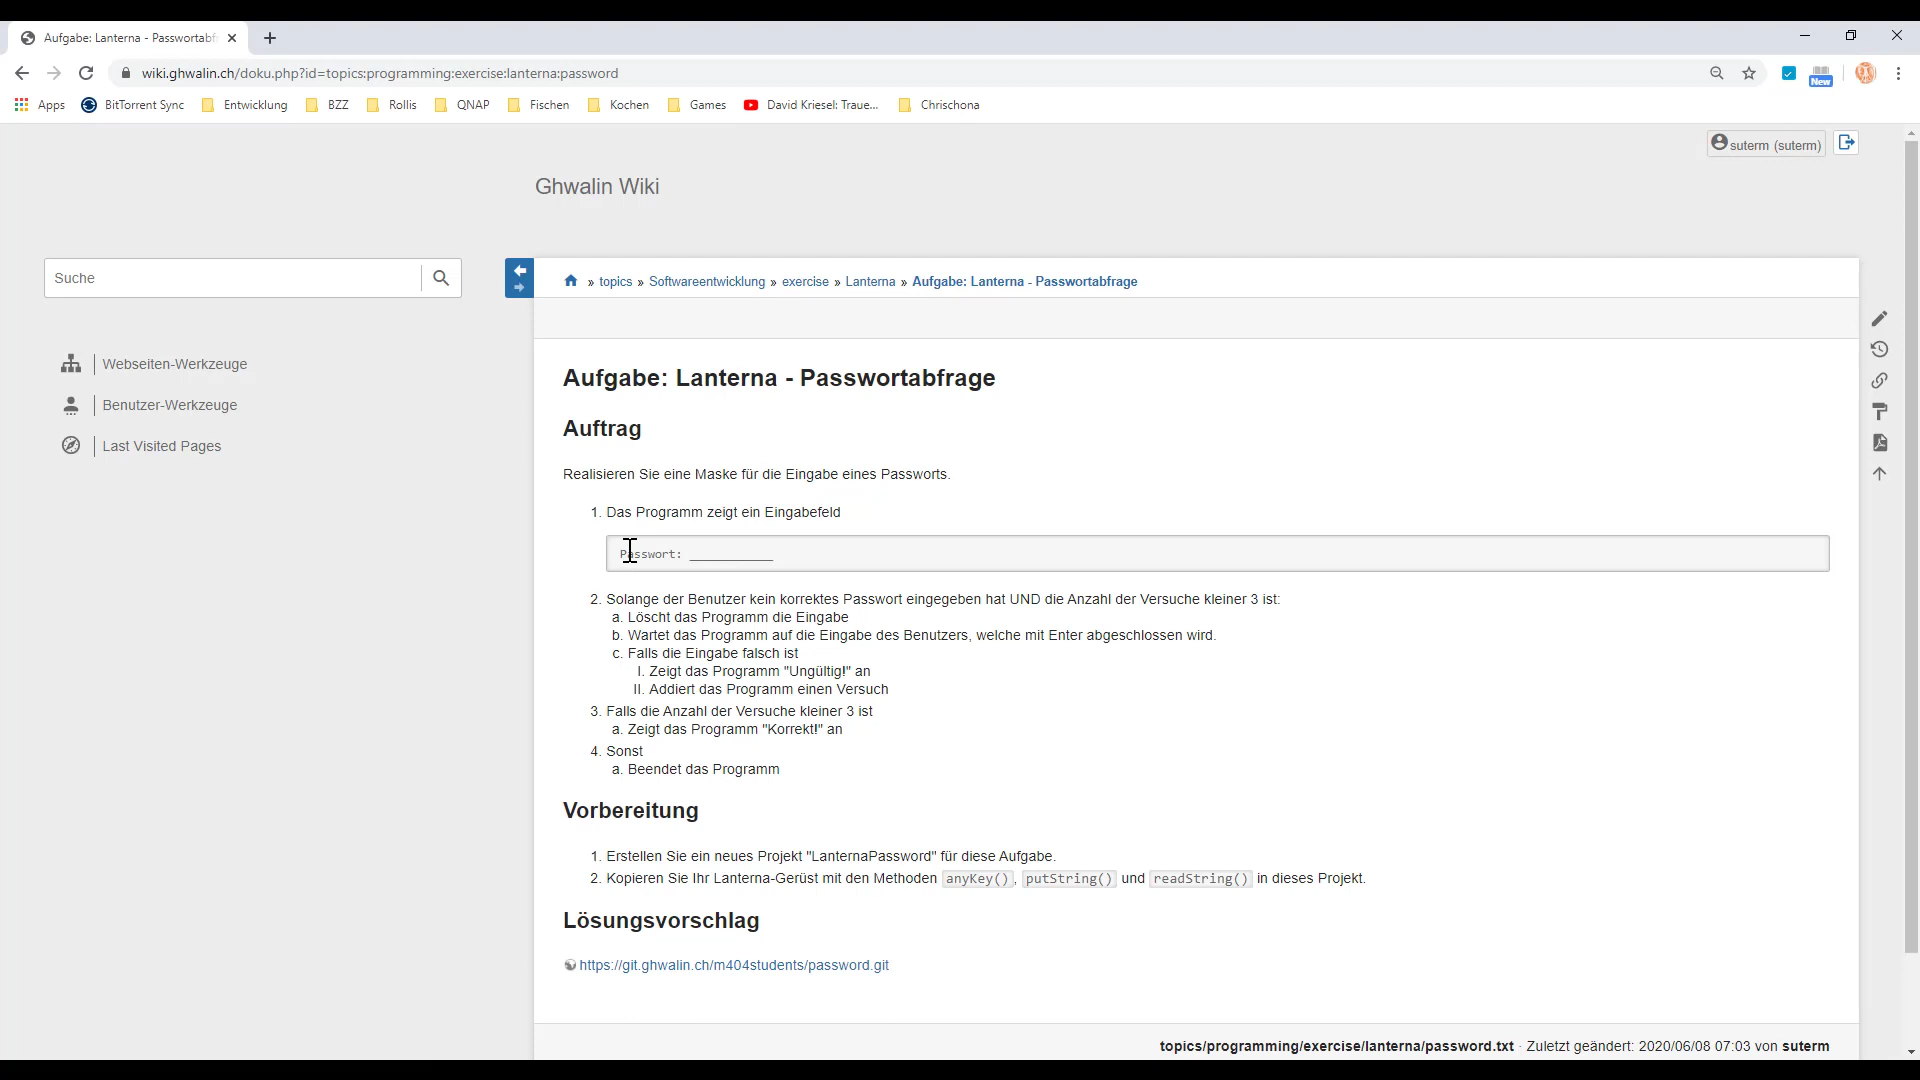 Aufgabe: Lanterna - Passwortabf
wiki.ghwalin.ch/doku.php?id=topics:programming:exercise:lanterna:password
New
Apps BitTorrent Sync Entwicklung BZZ Rollis QNAP Fischen Kochen Games David Kriesel: Traue... Chrischona
suterm (suterm)
Ghwalin Wiki
Suche
» topics » Softwareentwicklung » exercise » Lanterna » Aufgabe: Lanterna - Passwortabfrage
Webseiten-Werkzeuge
Benutzer-Werkzeuge
Last Visited Pages
Aufgabe: Lanterna - Passwortabfrage
Auftrag
Realisieren Sie eine Maske für die Eingabe eines Passworts.
1. Das Programm zeigt ein Eingabefeld
Passwort: ____________
2. Solange der Benutzer kein korrektes Passwort eingegeben hat UND die Anzahl der Versuche kleiner 3 ist:
a. Löscht das Programm die Eingabe
b. Wartet das Programm auf die Eingabe des Benutzers, welche mit Enter abgeschlossen wird.
c. Falls die Eingabe falsch ist
I. Zeigt das Programm "Ungültig!" an
II. Addiert das Programm einen Versuch
3. Falls die Anzahl der Versuche kleiner 3 ist
a. Zeigt das Programm "Korrekt!" an
4. Sonst
a. Beendet das Programm
Vorbereitung
1. Erstellen Sie ein neues Projekt "LanternaPassword" für diese Aufgabe.
2. Kopieren Sie Ihr Lanterna-Gerüst mit den Methoden anyKey(), putString() und readString() in dieses Projekt.
Lösungsvorschlag
https://git.ghwalin.ch/m404students/password.git
topics/programming/exercise/lanterna/password.txt · Zuletzt geändert: 2020/06/08 07:03 von suterm